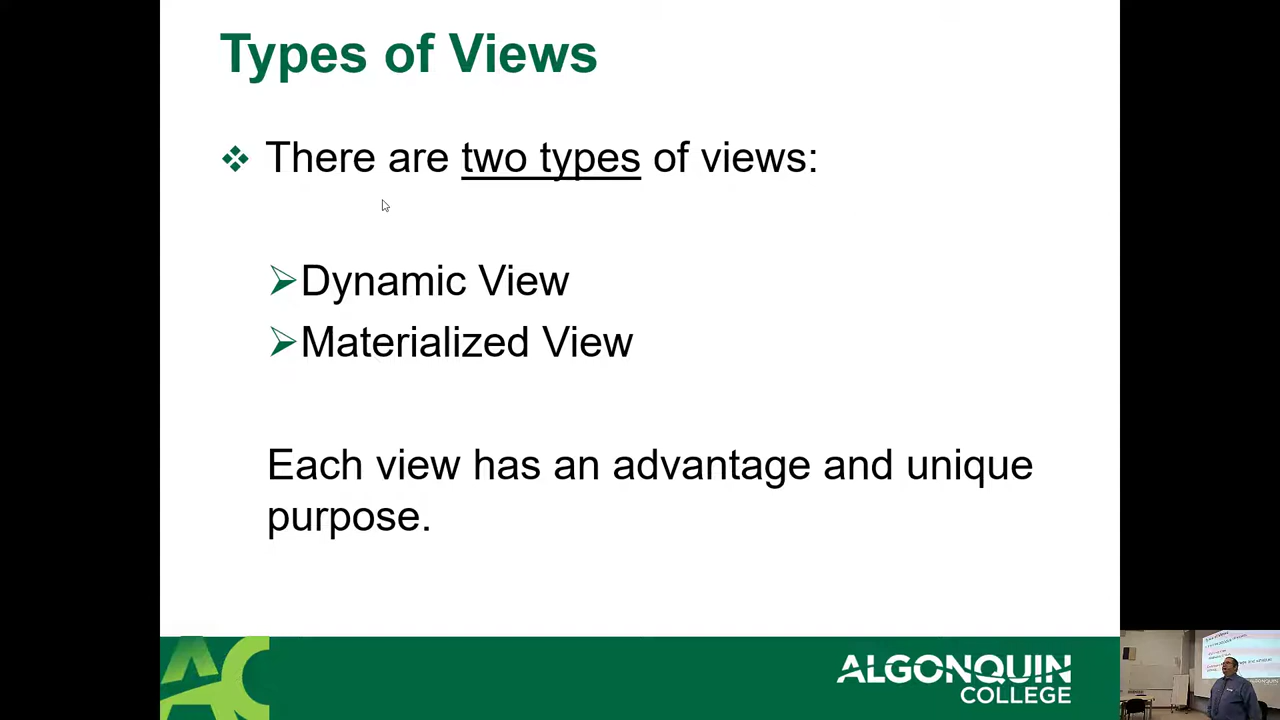 Types of Views
There are two types of views:
Dynamic View
Materialized View
Each view has an advantage and unique
purpose.
AC
ALGONQUIN
COLLEGE